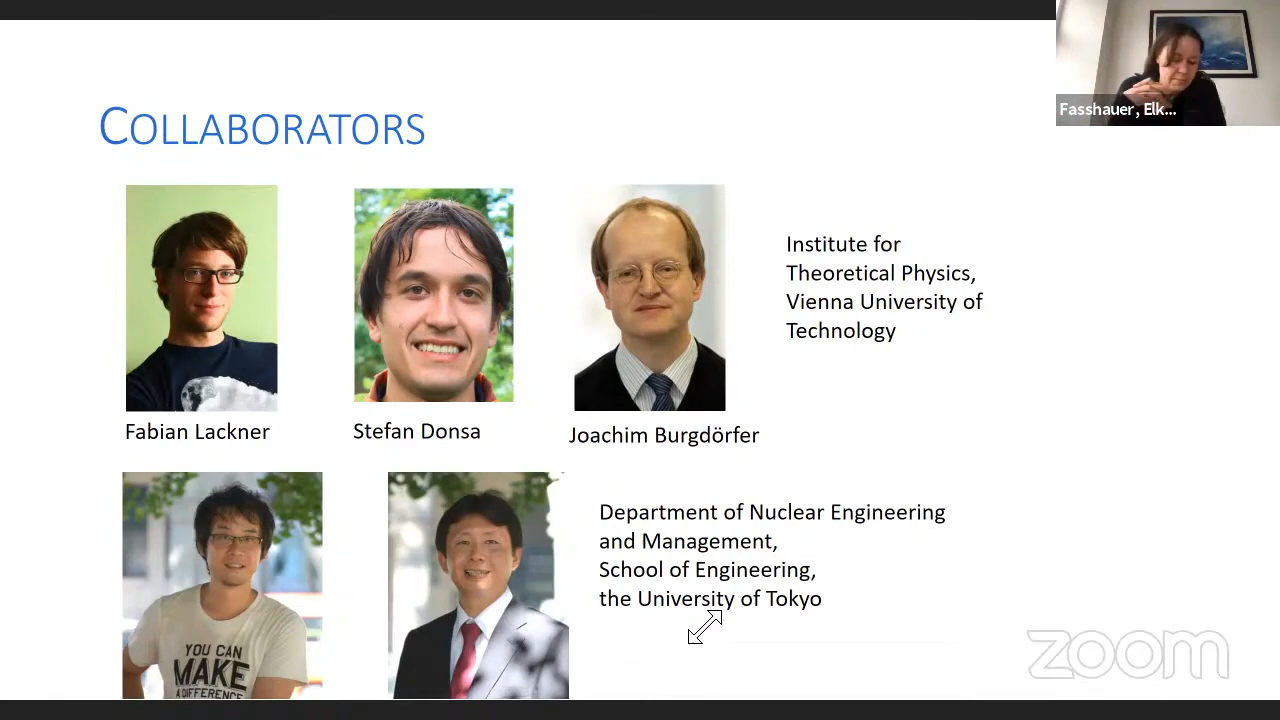 COLLABORATORS
Fasshauer, Elk...
Institute for
Theoretical Physics,
Vienna University of
Technology
Fabian Lackner
Stefan Donsa
Joachim Burgdörfer
Department of Nuclear Engineering
and Management,
School of Engineering,
the University of Tokyo
YOU CAN
MAKE
A DIFFERENCE
zoom